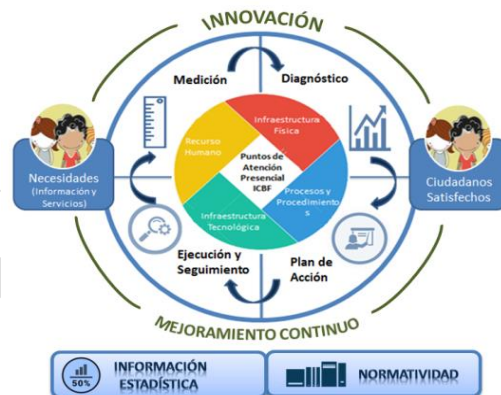 INNOVACIÓN
Medición
Diagnóstico
Infraestructura
Física
Recurso
Humano
Puntos de
Atención
Presencial
ICBF
Necesidades
(Información y
Servicios)
Ciudadanos
Satisfechos
Procesos y
Procedimiento
s
Infraestructura
Tecnológica
Ejecución y
Seguimiento
Plan de
Acción
MEJORAMIENTO CONTINUO
50%
INFORMACIÓN
ESTADÍSTICA
NORMATIVIDAD